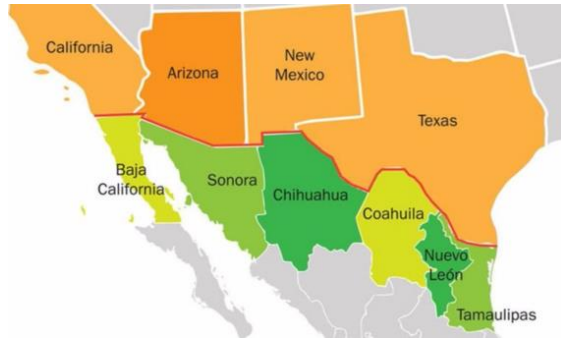 California
Arizona
New
Mexico
Texas
Baja
California
Sonora
Chihuahua
Coahuila
Nuevo
León
Tamaulipas